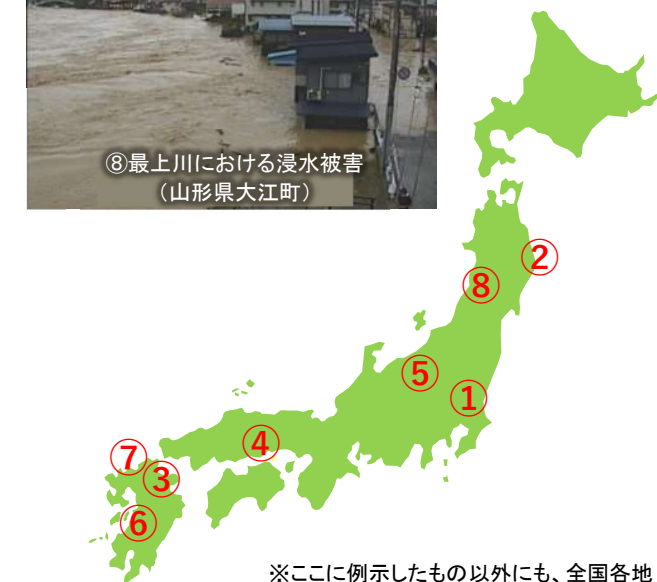 ⑧最上川における浸水被害
（山形県大江町）
②
⑧
⑤
①
④
⑦
③
⑥
※ここに例示したもの以外にも、全国各地